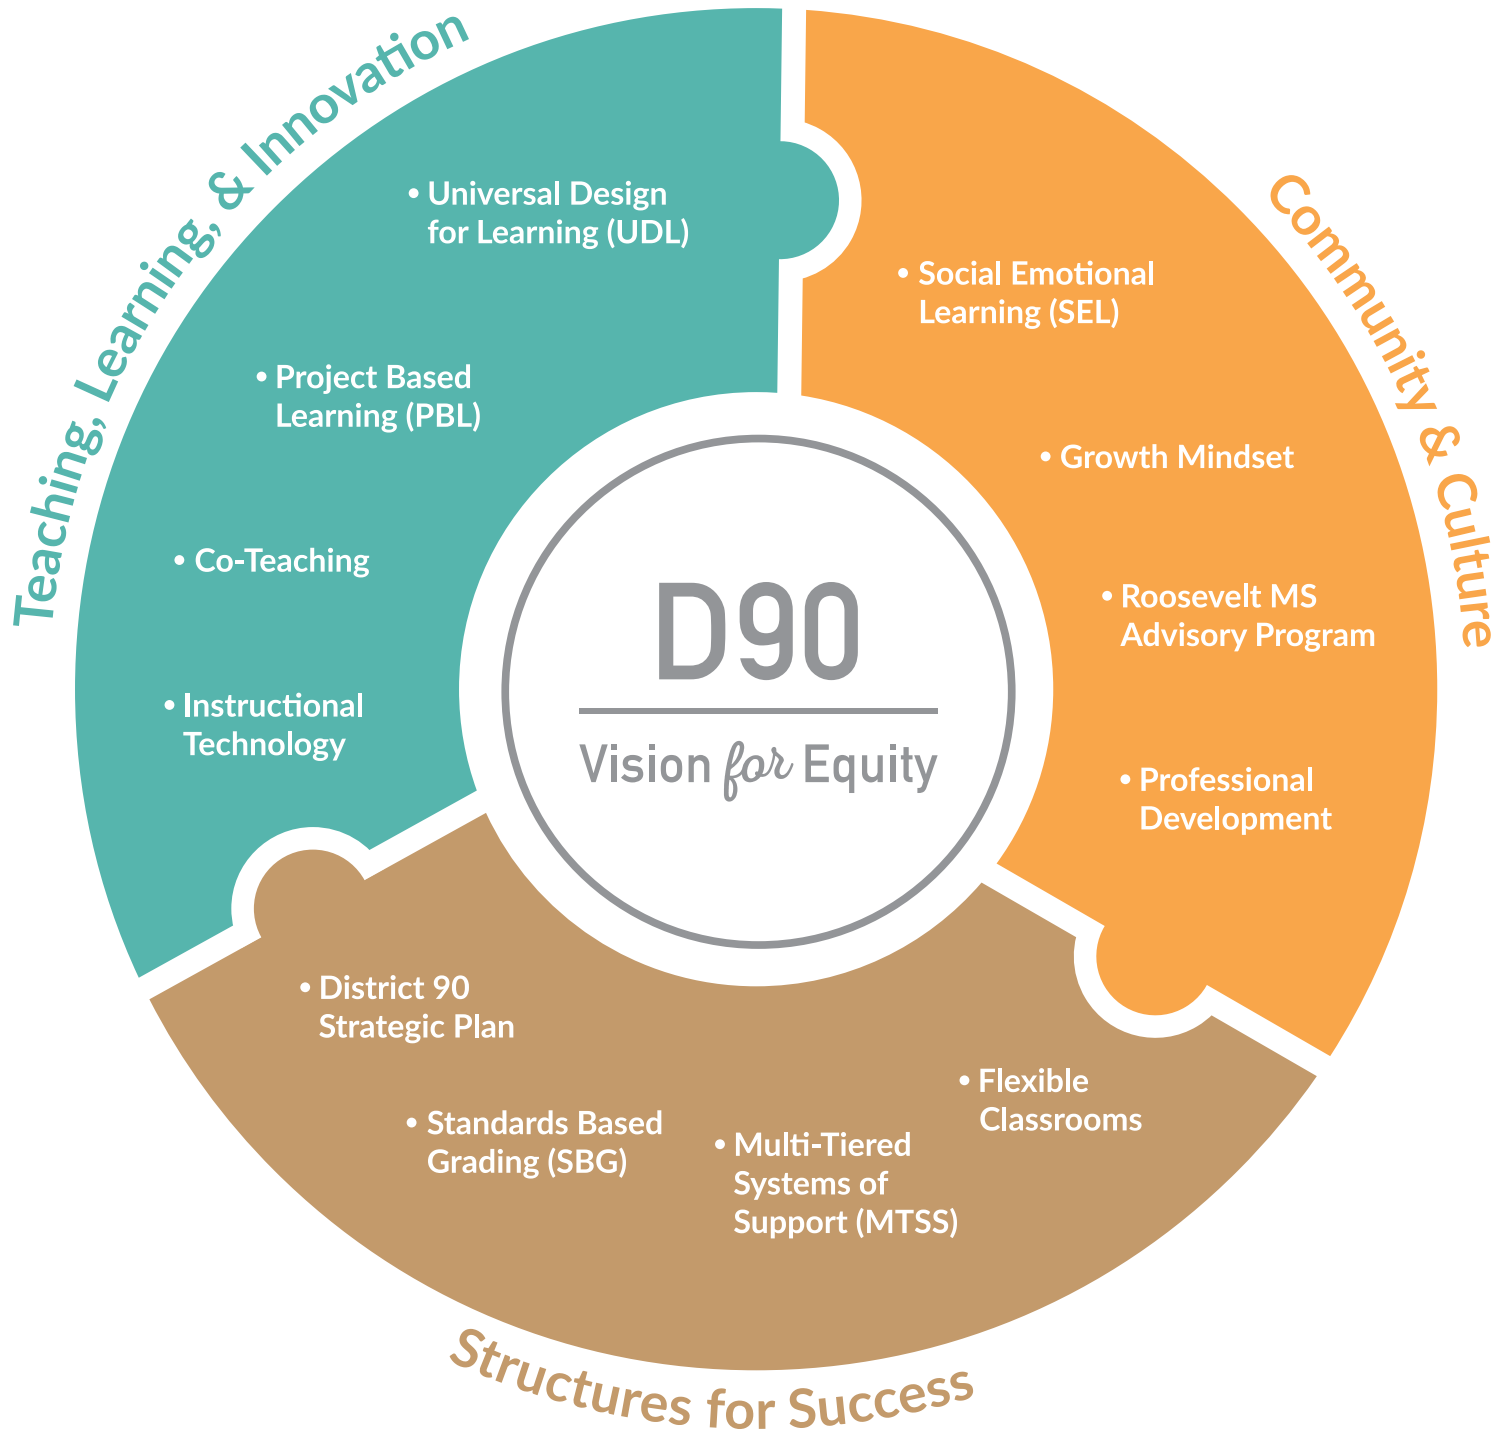 Teaching, Learning, & Innovation
• Universal Design
for Learning (UDL)
• Project Based
Learning (PBL)
• Co-Teaching
• Instructional
Technology
Community & Culture
• Social Emotional
Learning (SEL)
• Growth Mindset
• Roosevelt MS
Advisory Program
• Professional
Development
D90
Vision for Equity
• District 90
Strategic Plan
• Standards Based
Grading (SBG)
• Multi-Tiered
Systems of
Support (MTSS)
• Flexible
Classrooms
Structures for Success